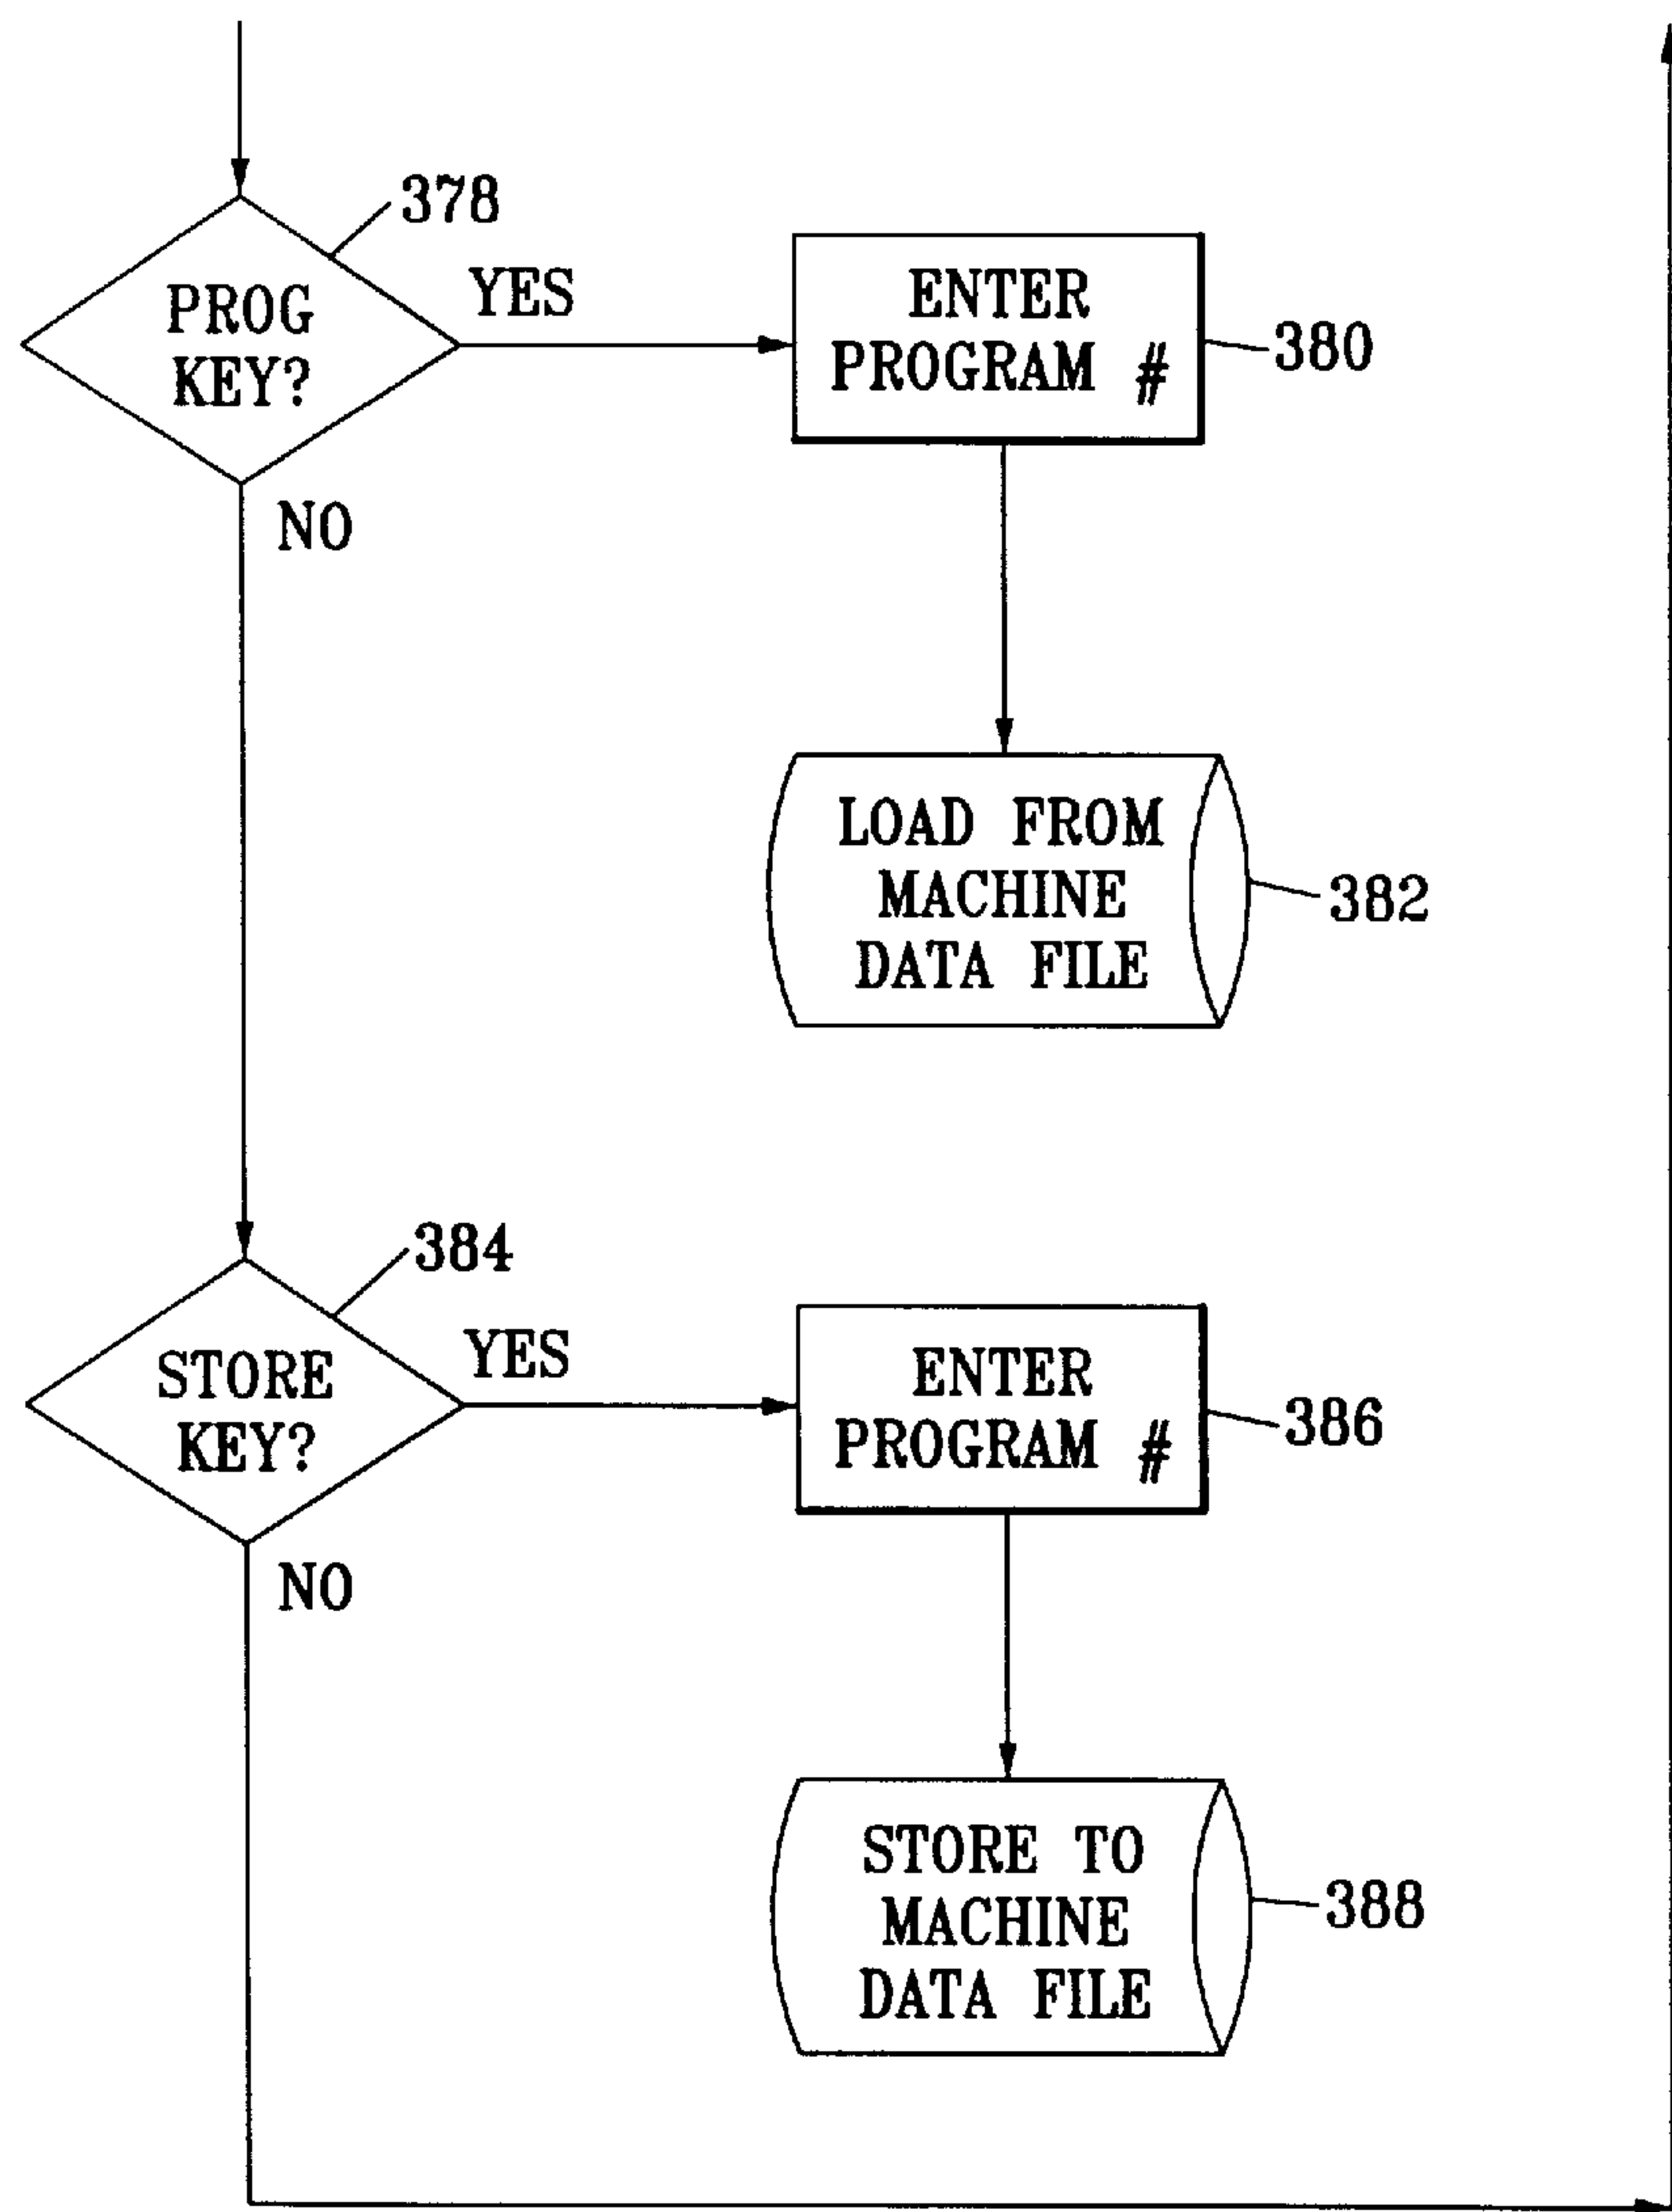 378
PROG
KEY?
YES
ENTER
PROGRAM #
380
NO
LOAD FROM
MACHINE
DATA FILE
382
384
STORE
KEY?
YES
ENTER
PROGRAM #
386
NO
STORE TO
MACHINE
DATA FILE
388